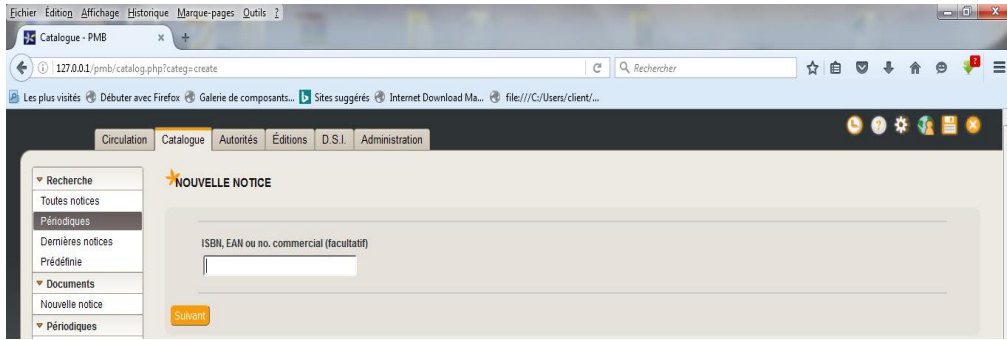 Fichier Édition Affichage Historique Marque-pages Outils ?
Catalogue - PMB
127.0.0.1/pmb/catalog.php?categ=create
Rechercher
2
Les plus visités Débuter avec Firefox Galerie de composants... Sites suggérés Internet Download Ma... file:///C:/Users/client/...
Circulation Catalogue Autorités Éditions D.S.I. Administration
Recherche
Toutes notices
Périodiques
Dernières notices
Prédéfinie
Documents
Nouvelle notice
Périodiques
NOUVELLE NOTICE
ISBN, EAN ou no. commercial (facultatif)
Suivant